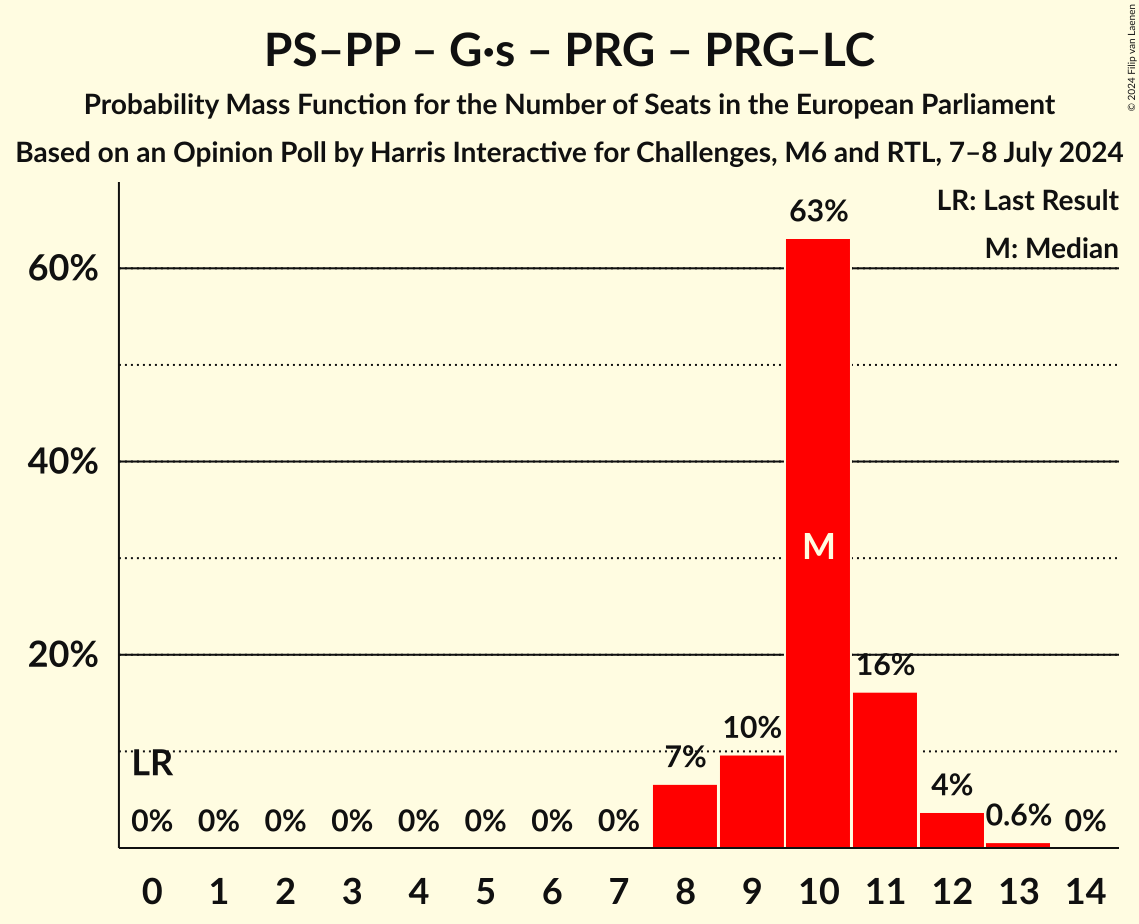 PS–PP – G·s – PRG – PRG–LC
Probability Mass Function for the Number of Seats in the European Parliament
Based on an Opinion Poll by Harris Interactive for Challenges, M6 and RTL, 7–8 July 2024
© 2024 Filip van Laenen
LR: Last Result
M: Median
63%
60%
40%
M
20%
16%
10%
7%
LR
4%
0% 0% 0% 0% 0% 0% 0% 0% 0.6% 0%
0 1 2 3 4 5 6 7 8 9 10 11 12 13 14